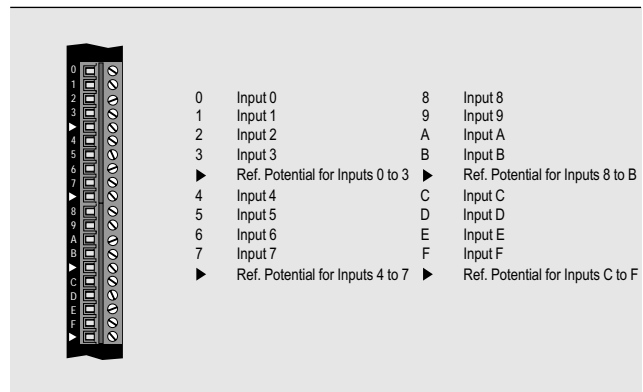 0
1
2
3
▶
4
5
6
7
▶
8
9
A
B
▶
C
D
E
F
▶
0 Input 0
1 Input 1
2 Input 2
3 Input 3
▶ Ref. Potential for Inputs 0 to 3
4 Input 4
5 Input 5
6 Input 6
7 Input 7
▶ Ref. Potential for Inputs 4 to 7
8 Input 8
9 Input 9
A Input A
B Input B
▶ Ref. Potential for Inputs 8 to B
C Input C
D Input D
E Input E
F Input F
▶ Ref. Potential for Inputs C to F